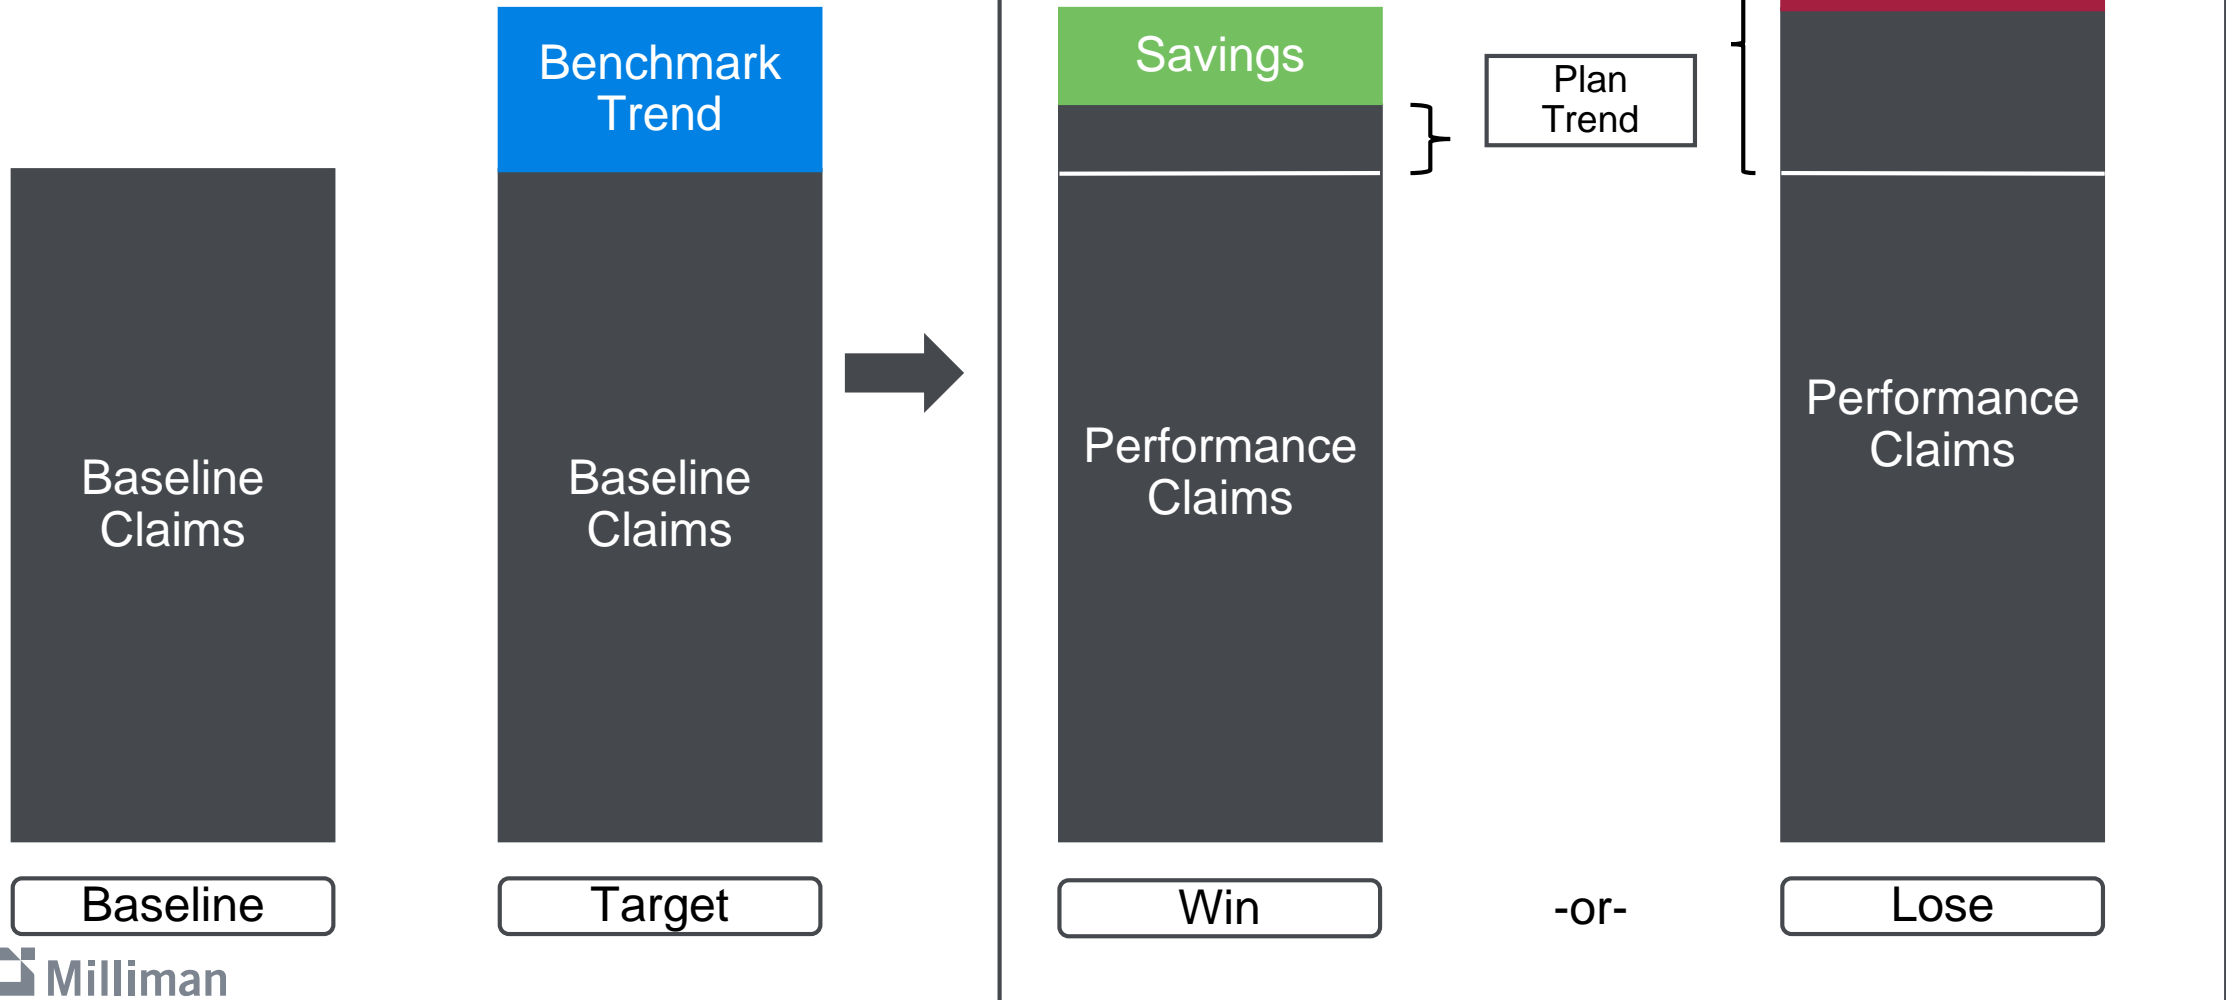 Benchmark
Trend
Savings
Plan
Trend
Baseline
Claims
Baseline
Claims
Performance
Claims
Performance
Claims
Baseline
Target
Win
-or-
Lose
Milliman